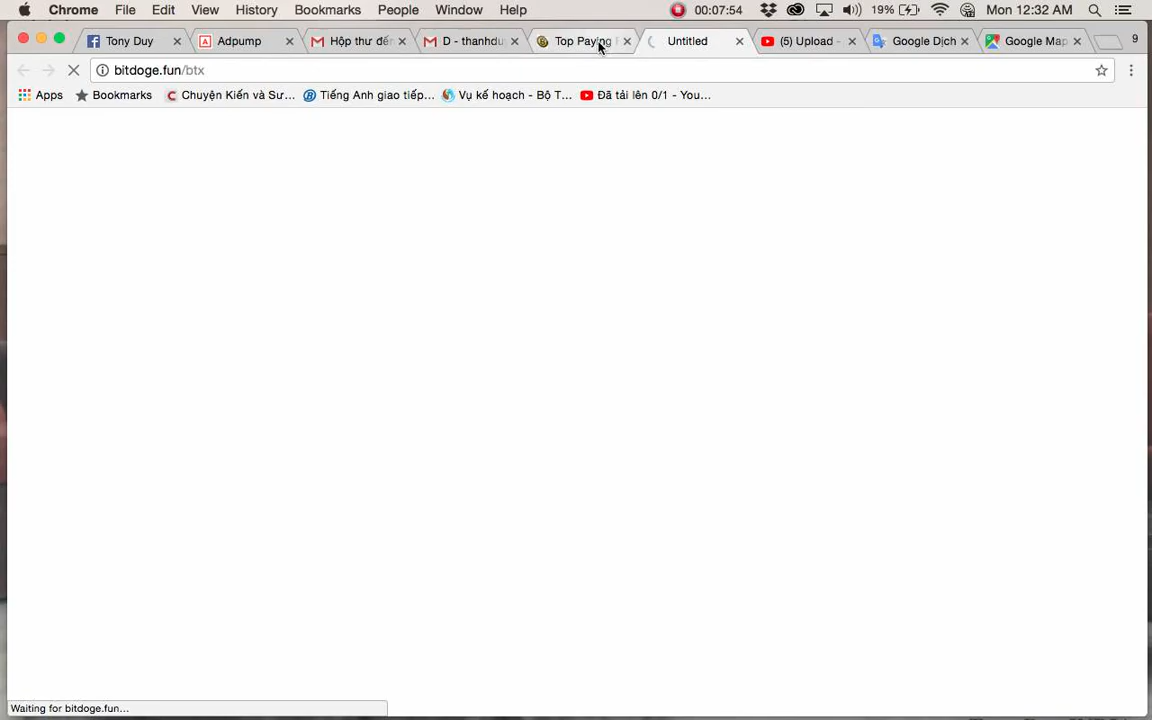 Chrome File Edit View History Bookmarks People Window Help 00:07:54 19% Mon 12:32 AM
Tony Duy Adpump Hộp thư đến D - thanhdu Top Paying Untitled (5) Upload - Google Dịch Google Map 9
bitdoge.fun/btx
Apps Bookmarks Chuyện Kiến và Sư... Tiếng Anh giao tiếp... Vụ kế hoạch - Bộ T... Đã tải lên 0/1 - You...
Waiting for bitdoge.fun...